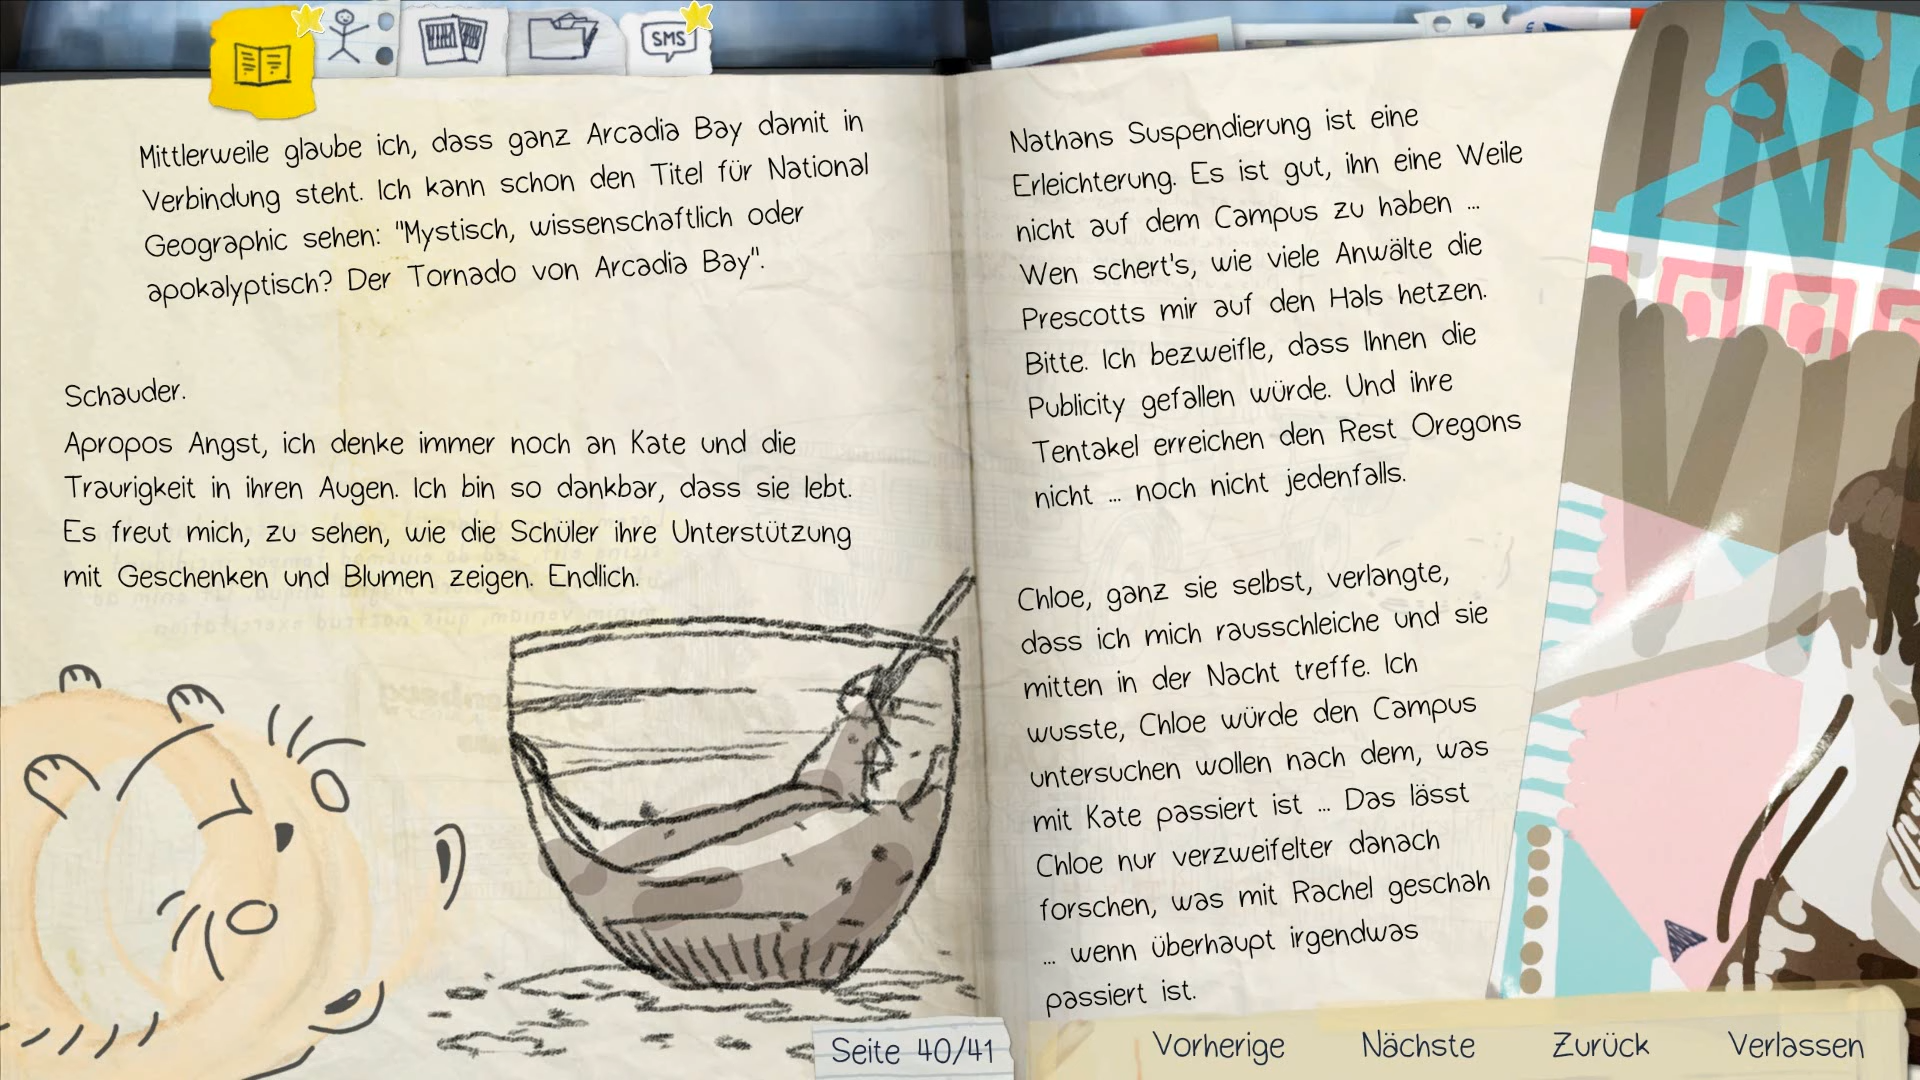 SMS
Mittlerweile glaube ich, dass ganz Arcadia Bay damit in
Verbindung steht. Ich kann schon den Titel für National
Geographic sehen: "Mystisch, wissenschaftlich oder
apokalyptisch? Der Tornado von Arcadia Bay".
Schauder.
Apropos Angst, ich denke immer noch an Kate und die
Traurigkeit in ihren Augen. Ich bin so dankbar, dass sie lebt.
Es freut mich, zu sehen, wie die Schüler ihre Unterstützung
mit Geschenken und Blumen zeigen. Endlich.
Nathans Suspendierung ist eine
Erleichterung. Es ist gut, ihn eine Weile
nicht auf dem Campus zu haben ...
Wen schert's, wie viele Anwälte die
Prescotts mir auf den Hals hetzen.
Bitte. Ich bezweifle, dass Ihnen die
Publicity gefallen würde. Und ihre
Tentakel erreichen den Rest Oregons
nicht ... noch nicht jedenfalls.
Chloe, ganz sie selbst, verlangte,
dass ich mich rausschleiche und sie
mitten in der Nacht treffe. Ich
wusste, Chloe würde den Campus
untersuchen wollen nach dem, was
mit Kate passiert ist ... Das lässt
Chloe nur verzweifelter danach
forschen, was mit Rachel geschah
... wenn überhaupt irgendwas
passiert ist.
Seite 40/41
Vorherige Nächste Zurück Verlassen